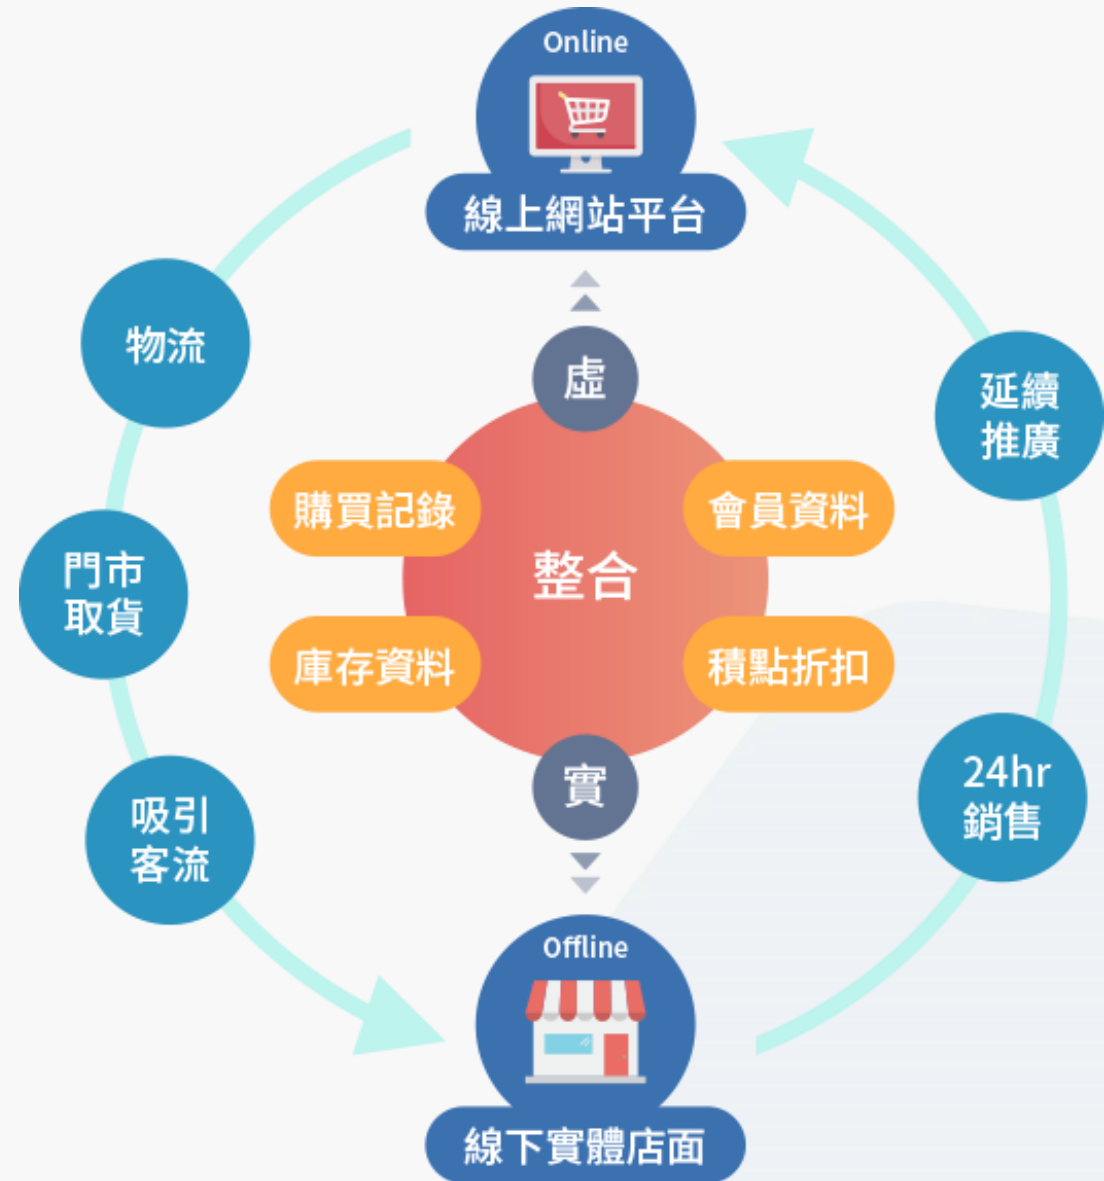 Online
線上網站平台
物流
虛
延續
推廣
購買記錄
會員資料
門市
取貨
整合
庫存資料
積點折扣
吸引
客流
實
24hr
銷售
Offline
線下實體店面